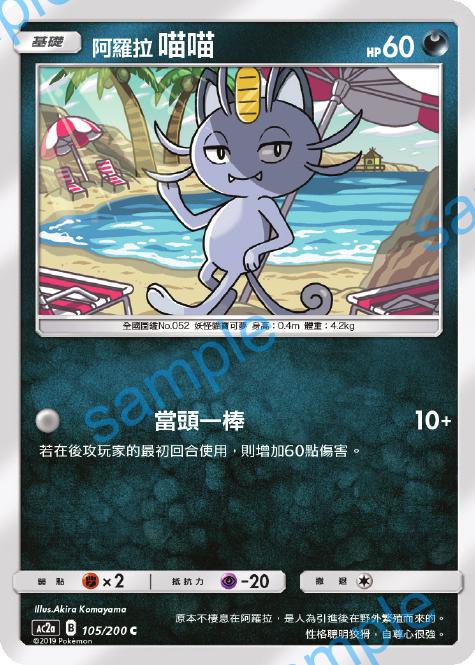 基礎 阿羅拉 喵喵 HP60
全國圖鑑No.052 妖怪貓寶可夢 身高：0.4m 體重：4.2kg
當頭一棒 10+
若在後攻玩家的最初回合使用，則增加60點傷害。
弱點 ×2 抵抗力 -20 撤退
Illus.Akira Komayama
AC2a B 105/200 C
©2019 Pokémon
原本不棲息在阿羅拉，是人為引進後在野外繁殖而來的。
性格聰明狡猾，自尊心很強。
sample
sample
sample
sample
sample